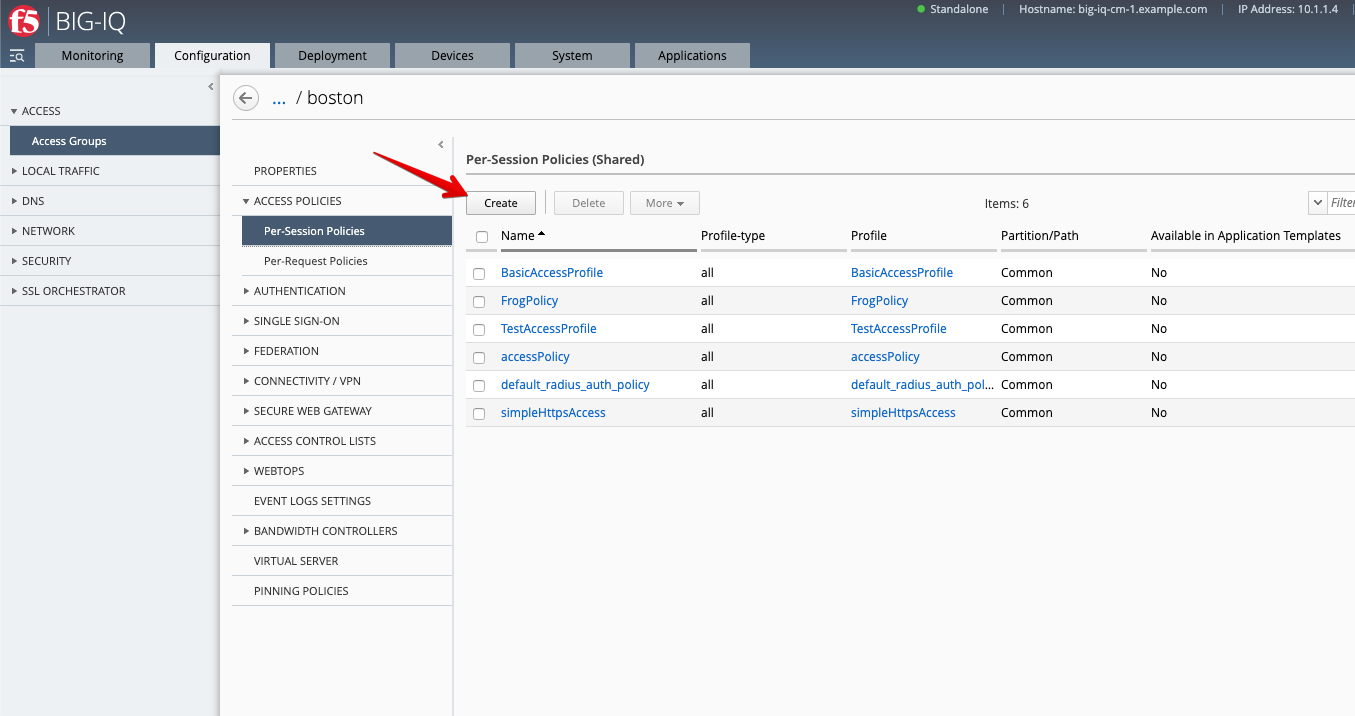 f5 BIG-IQ
Standalone Hostname: big-iq-cm-1.example.com IP Address: 10.1.1.4
Monitoring Configuration Deployment Devices System Applications
ACCESS
Access Groups
LOCAL TRAFFIC
DNS
NETWORK
SECURITY
SSL ORCHESTRATOR
... / boston
PROPERTIES
ACCESS POLICIES
Per-Session Policies
Per-Request Policies
AUTHENTICATION
SINGLE SIGN-ON
FEDERATION
CONNECTIVITY / VPN
SECURE WEB GATEWAY
ACCESS CONTROL LISTS
WEBTOPS
EVENT LOGS SETTINGS
BANDWIDTH CONTROLLERS
VIRTUAL SERVER
PINNING POLICIES
Per-Session Policies (Shared)
Create Delete More Items: 6 Filter
Name Profile-type Profile Partition/Path Available in Application Templates
BasicAccessProfile all BasicAccessProfile Common No
FrogPolicy all FrogPolicy Common No
TestAccessProfile all TestAccessProfile Common No
accessPolicy all accessPolicy Common No
default_radius_auth_policy all default_radius_auth_pol... Common No
simpleHttpsAccess all simpleHttpsAccess Common No